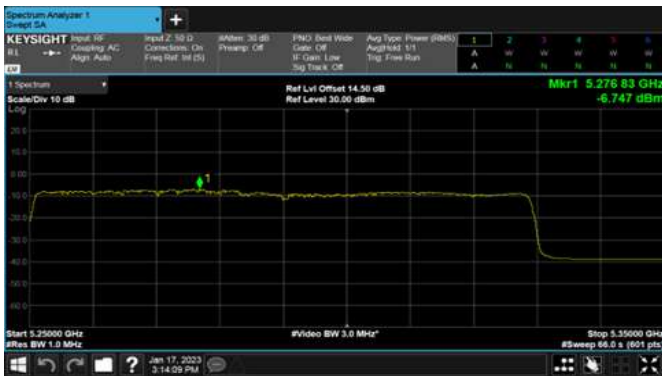 Spectrum Analyzer 1
Swept SA
+
KEYSIGHT
Input: RF
Input Z: 50 Ω
#Atten: 30 dB
PNO: Best Wide
Avg Type: Power (RMS)
1 2 3 4 5 6
RL
Coupling: AC
Corrections: On
Preamp: Off
Gate: Off
Avg|Hold: 1/1
A W W W W W
Align: Auto
Freq Ref: Int (S)
IF Gain: Low
Trig: Free Run
Sig Track: Off
A N N N N N
1 Spectrum
Ref Lvl Offset 14.50 dB
Mkr1 5.276 83 GHz
Scale/Div 10 dB
Ref Level 30.00 dBm
-6.747 dBm
Log
20.0
10.0
0.00
-10.0
-20.0
-30.0
-40.0
-50.0
-60.0
1
Start 5.25000 GHz
#Video BW 3.0 MHz*
Stop 5.35000 GHz
#Res BW 1.0 MHz
#Sweep 66.0 s (601 pts)
?
Jan 17, 2023
3:14:09 PM